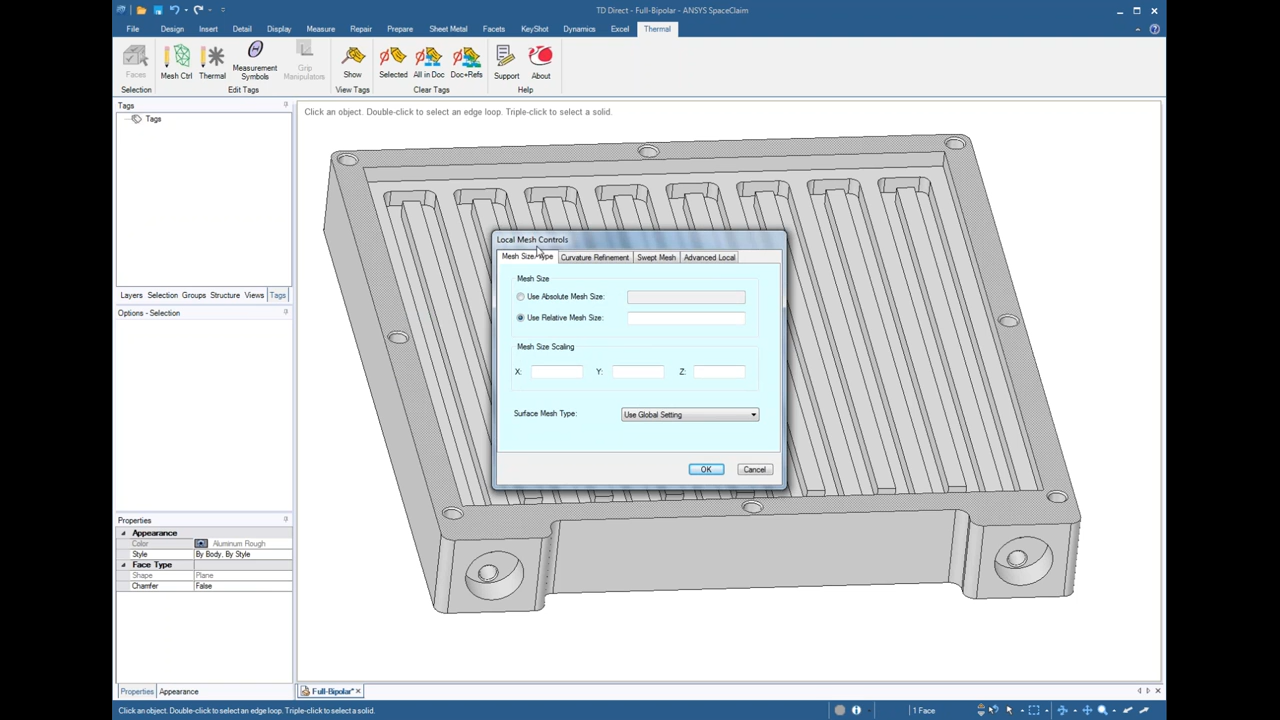 TD Direct - Full-Bipolar - ANSYS SpaceClaim
File Design Insert Detail Display Measure Repair Prepare Sheet Metal Facets KeyShot Dynamics Excel Thermal
Faces Mesh Ctrl Thermal Measurement Symbols Grip Manipulators Show Selected All in Doc Doc+Refs Support About
Selection Edit Tags View Tags Clear Tags Help
Tags
Tags
Click an object. Double-click to select an edge loop. Triple-click to select a solid.
Layers Selection Groups Structure Views Tags
Options - Selection
Local Mesh Controls
Mesh Size/Type Curvature Refinement Swept Mesh Advanced Local
Mesh Size
Use Absolute Mesh Size:
Use Relative Mesh Size:
Mesh Size Scaling
X: Y: Z:
Surface Mesh Type: Use Global Setting
OK Cancel
Properties
Appearance
Color Aluminum Rough
Style By Body, By Style
Face Type
Shape Plane
Chamfer False
Properties Appearance
Full-Bipolar*
Click an object. Double-click to select an edge loop. Triple-click to select a solid.
1 Face